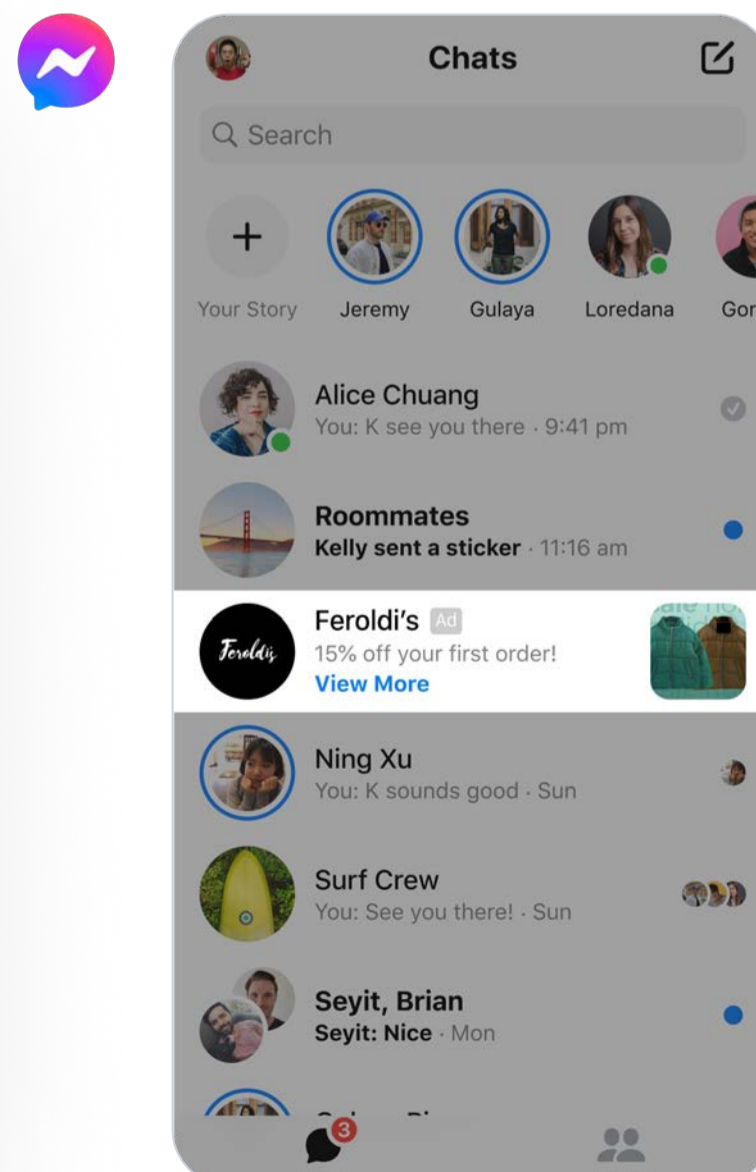 Chats
Search
Your Story
Jeremy
Gulaya
Loredana
Gor
Alice Chuang
You: K see you there · 9:41 pm
Roommates
Kelly sent a sticker · 11:16 am
Feroldi's Ad
Feroldi's
15% off your first order!
View More
Ning Xu
You: K sounds good · Sun
Surf Crew
You: See you there! · Sun
Seyit, Brian
Seyit: Nice · Mon
3